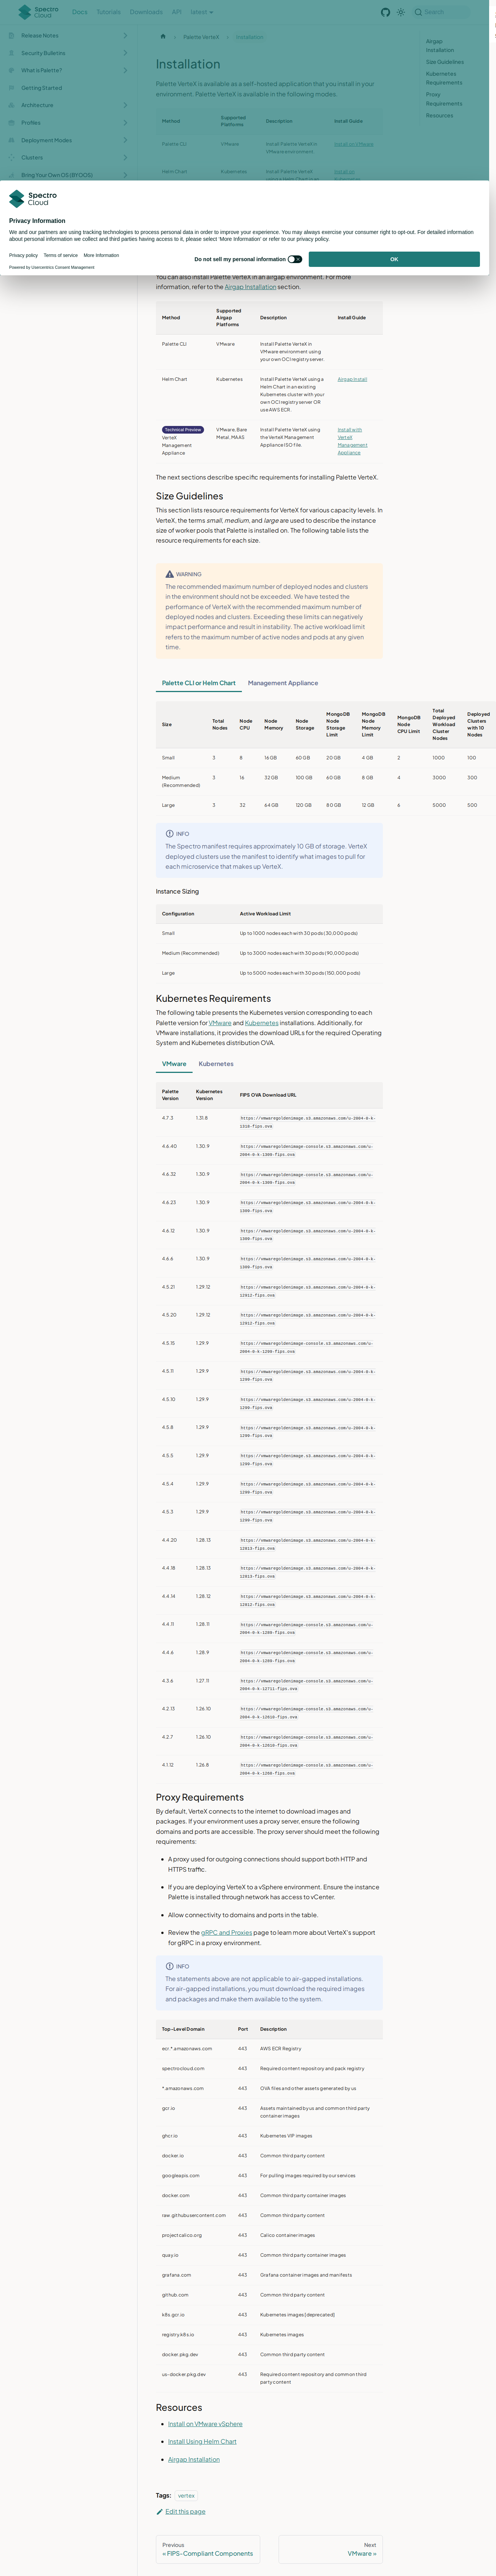 Spectro Cloud
Docs
Tutorials
Downloads
API
latest
Search
Release Notes
Security Bulletins
What is Palette?
Getting Started
Architecture
Profiles
Deployment Modes
Clusters
Bring Your Own OS (BYOOS)
Palette VerteX
Installation
Airgap Installation
Size Guidelines
Kubernetes Requirements
Proxy Requirements
Resources
Installation
Palette VerteX is available as a self-hosted application that you install in your
environment. Palette VerteX is available in the following modes.
Method Supported Platforms Description Install Guide
Palette CLI VMware Install Palette VerteX in VMware environment. Install on VMware
Helm Chart Kubernetes Install Palette VerteX
Spectro Cloud
Privacy Information
We and our partners are using tracking technologies to process personal data in order to improve your experience. You may always exercise your consumer right to opt-out. For detailed information
about personal information we collect and third parties having access to it, please select 'More Information' or refer to our privacy policy.
Privacy policy Terms of service More Information
Do not sell my personal information
OK
Powered by Usercentrics Consent Management
You can also install Palette VerteX in an airgap environment. For more
information, refer to the Airgap Installation section.
Method Supported Airgap Platforms Description Install Guide
Palette CLI VMware Install Palette VerteX in VMware environment using your own OCI registry server.
Helm Chart Kubernetes Install Palette VerteX using a Helm Chart in an existing Kubernetes cluster with your own OCI registry server OR use AWS ECR. Airgap Install
Technical Preview VerteX Management Appliance VMware, Bare Metal, MAAS Install Palette VerteX using the VerteX Management Appliance ISO file. Install with VerteX Management Appliance
The next sections describe specific requirements for installing Palette VerteX.
Size Guidelines
This section lists resource requirements for VerteX for various capacity levels. In
VerteX, the terms small, medium, and large are used to describe the instance
size of worker pools that Palette is installed on. The following table lists the
resource requirements for each size.
WARNING
The recommended maximum number of deployed nodes and clusters
in the environment should not be exceeded. We have tested the
performance of VerteX with the recommended maximum number of
deployed nodes and clusters. Exceeding these limits can negatively
impact performance and result in instability. The active workload limit
refers to the maximum number of active nodes and pods at any given
time.
Palette CLI or Helm Chart
Management Appliance
Size Total Nodes Node CPU Node Memory Node Storage MongoDB Node Storage Limit MongoDB Node Memory Limit MongoDB Node CPU Limit Total Deployed Workload Cluster Nodes Deployed Clusters with 10 Nodes
Small 3 8 16 GB 60 GB 20 GB 4 GB 2 1000 100
Medium (Recommended) 3 16 32 GB 100 GB 60 GB 8 GB 4 3000 300
Large 3 32 64 GB 120 GB 80 GB 12 GB 6 5000 500
INFO
The Spectro manifest requires approximately 10 GB of storage. VerteX
deployed clusters use the manifest to identify what images to pull for
each microservice that makes up VerteX.
Instance Sizing
Configuration Active Workload Limit
Small Up to 1000 nodes each with 30 pods (30,000 pods)
Medium (Recommended) Up to 3000 nodes each with 30 pods (90,000 pods)
Large Up to 5000 nodes each with 30 pods (150,000 pods)
Kubernetes Requirements
The following table presents the Kubernetes version corresponding to each
Palette version for VMware and Kubernetes installations. Additionally, for
VMware installations, it provides the download URLs for the required Operating
System and Kubernetes distribution OVA.
VMware
Kubernetes
Palette Version Kubernetes Version FIPS OVA Download URL
4.7.3 1.31.8 https://vmwaregoldenimage.s3.amazonaws.com/u-2004-0-k-1318-fips.ova
4.6.40 1.30.9 https://vmwaregoldenimage-console.s3.amazonaws.com/u-2004-0-k-1309-fips.ova
4.6.32 1.30.9 https://vmwaregoldenimage-console.s3.amazonaws.com/u-2004-0-k-1309-fips.ova
4.6.23 1.30.9 https://vmwaregoldenimage.s3.amazonaws.com/u-2004-0-k-1309-fips.ova
4.6.12 1.30.9 https://vmwaregoldenimage.s3.amazonaws.com/u-2004-0-k-1309-fips.ova
4.6.6 1.30.9 https://vmwaregoldenimage.s3.amazonaws.com/u-2004-0-k-1309-fips.ova
4.5.21 1.29.12 https://vmwaregoldenimage.s3.amazonaws.com/u-2004-0-k-12912-fips.ova
4.5.20 1.29.12 https://vmwaregoldenimage.s3.amazonaws.com/u-2004-0-k-12912-fips.ova
4.5.15 1.29.9 https://vmwaregoldenimage-console.s3.amazonaws.com/u-2004-0-k-1299-fips.ova
4.5.11 1.29.9 https://vmwaregoldenimage.s3.amazonaws.com/u-2004-0-k-1299-fips.ova
4.5.10 1.29.9 https://vmwaregoldenimage.s3.amazonaws.com/u-2004-0-k-1299-fips.ova
4.5.8 1.29.9 https://vmwaregoldenimage.s3.amazonaws.com/u-2004-0-k-1299-fips.ova
4.5.5 1.29.9 https://vmwaregoldenimage.s3.amazonaws.com/u-2004-0-k-1299-fips.ova
4.5.4 1.29.9 https://vmwaregoldenimage.s3.amazonaws.com/u-2004-0-k-1299-fips.ova
4.5.3 1.29.9 https://vmwaregoldenimage.s3.amazonaws.com/u-2004-0-k-1299-fips.ova
4.4.20 1.28.13 https://vmwaregoldenimage.s3.amazonaws.com/u-2004-0-k-12813-fips.ova
4.4.18 1.28.13 https://vmwaregoldenimage.s3.amazonaws.com/u-2004-0-k-12813-fips.ova
4.4.14 1.28.12 https://vmwaregoldenimage.s3.amazonaws.com/u-2004-0-k-12812-fips.ova
4.4.11 1.28.11 https://vmwaregoldenimage-console.s3.amazonaws.com/u-2004-0-k-1289-fips.ova
4.4.6 1.28.9 https://vmwaregoldenimage-console.s3.amazonaws.com/u-2004-0-k-1289-fips.ova
4.3.6 1.27.11 https://vmwaregoldenimage-console.s3.amazonaws.com/u-2004-0-k-12711-fips.ova
4.2.13 1.26.10 https://vmwaregoldenimage-console.s3.amazonaws.com/u-2004-0-k-12610-fips.ova
4.2.7 1.26.10 https://vmwaregoldenimage-console.s3.amazonaws.com/u-2004-0-k-12610-fips.ova
4.1.12 1.26.8 https://vmwaregoldenimage-console.s3.amazonaws.com/u-2004-0-k-1268-fips.ova
Proxy Requirements
By default, VerteX connects to the internet to download images and
packages. If your environment uses a proxy server, ensure the following
domains and ports are accessible. The proxy server should meet the following
requirements:
A proxy used for outgoing connections should support both HTTP and
HTTPS traffic.
If you are deploying VerteX to a vSphere environment. Ensure the instance
Palette is installed through network has access to vCenter.
Allow connectivity to domains and ports in the table.
Review the gRPC and Proxies page to learn more about VerteX's support
for gRPC in a proxy environment.
INFO
The statements above are not applicable to air-gapped installations.
For air-gapped installations, you must download the required images
and packages and make them available to the system.
Top-Level Domain Port Description
ecr.*.amazonaws.com 443 AWS ECR Registry
spectrocloud.com 443 Required content repository and pack registry
*.amazonaws.com 443 OVA files and other assets generated by us
gcr.io 443 Assets maintained by us and common third party container images
ghcr.io 443 Kubernetes VIP images
docker.io 443 Common third party content
googleapis.com 443 For pulling images required by our services
docker.com 443 Common third party container images
raw.githubusercontent.com 443 Common third party content
projectcalico.org 443 Calico container images
quay.io 443 Common third party container images
grafana.com 443 Grafana container images and manifests
github.com 443 Common third party content
k8s.gcr.io 443 Kubernetes images (deprecated)
registry.k8s.io 443 Kubernetes images
docker.pkg.dev 443 Common third party content
us-docker.pkg.dev 443 Required content repository and common third party content
Resources
Install on VMware vSphere
Install Using Helm Chart
Airgap Installation
Tags: vertex
Edit this page
Previous
« FIPS-Compliant Components
Next
VMware »